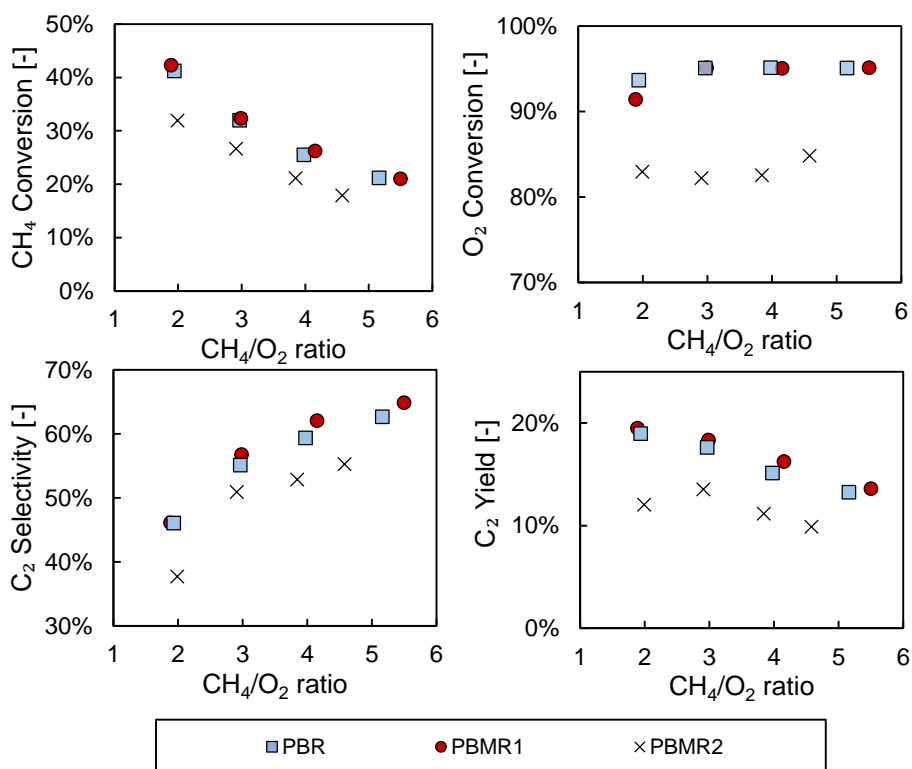 CH₄ Conversion [-]
50%
40%
30%
20%
10%
0%
1 2 3 4 5 6
CH₄/O₂ ratio
O₂ Conversion [-]
100%
90%
80%
70%
1 2 3 4 5 6
CH₄/O₂ ratio
C₂ Selectivity [-]
70%
60%
50%
40%
30%
1 2 3 4 5 6
CH₄/O₂ ratio
C₂ Yield [-]
20%
10%
0%
1 2 3 4 5 6
CH₄/O₂ ratio
PBR PBMR1 PBMR2